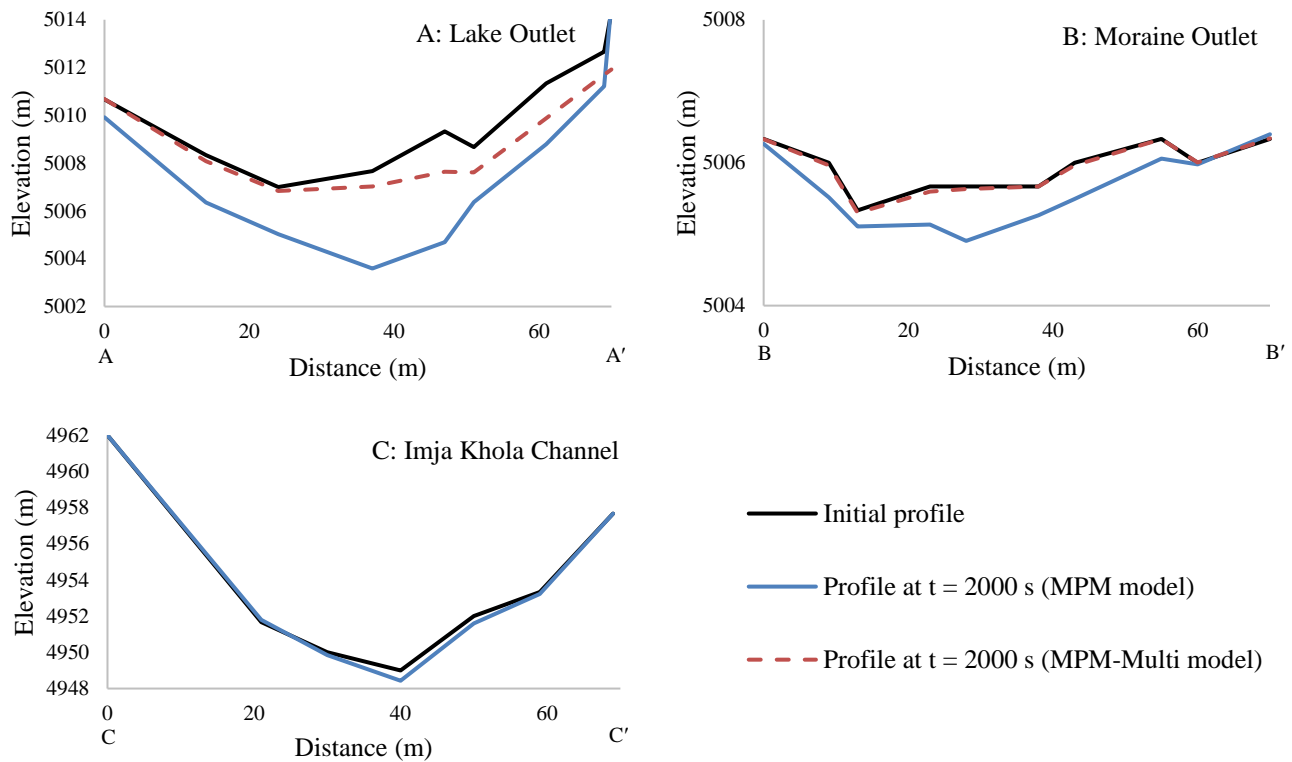 A: Lake Outlet
Elevation (m)
5014
5012
5010
5008
5006
5004
5002
0 20 40 60
A A′
Distance (m)
B: Moraine Outlet
Elevation (m)
5008
5006
5004
0 20 40 60
B B′
Distance (m)
C: Imja Khola Channel
Elevation (m)
4962
4960
4958
4956
4954
4952
4950
4948
0 20 40 60
C C′
Distance (m)
Initial profile
Profile at t = 2000 s (MPM model)
Profile at t = 2000 s (MPM-Multi model)